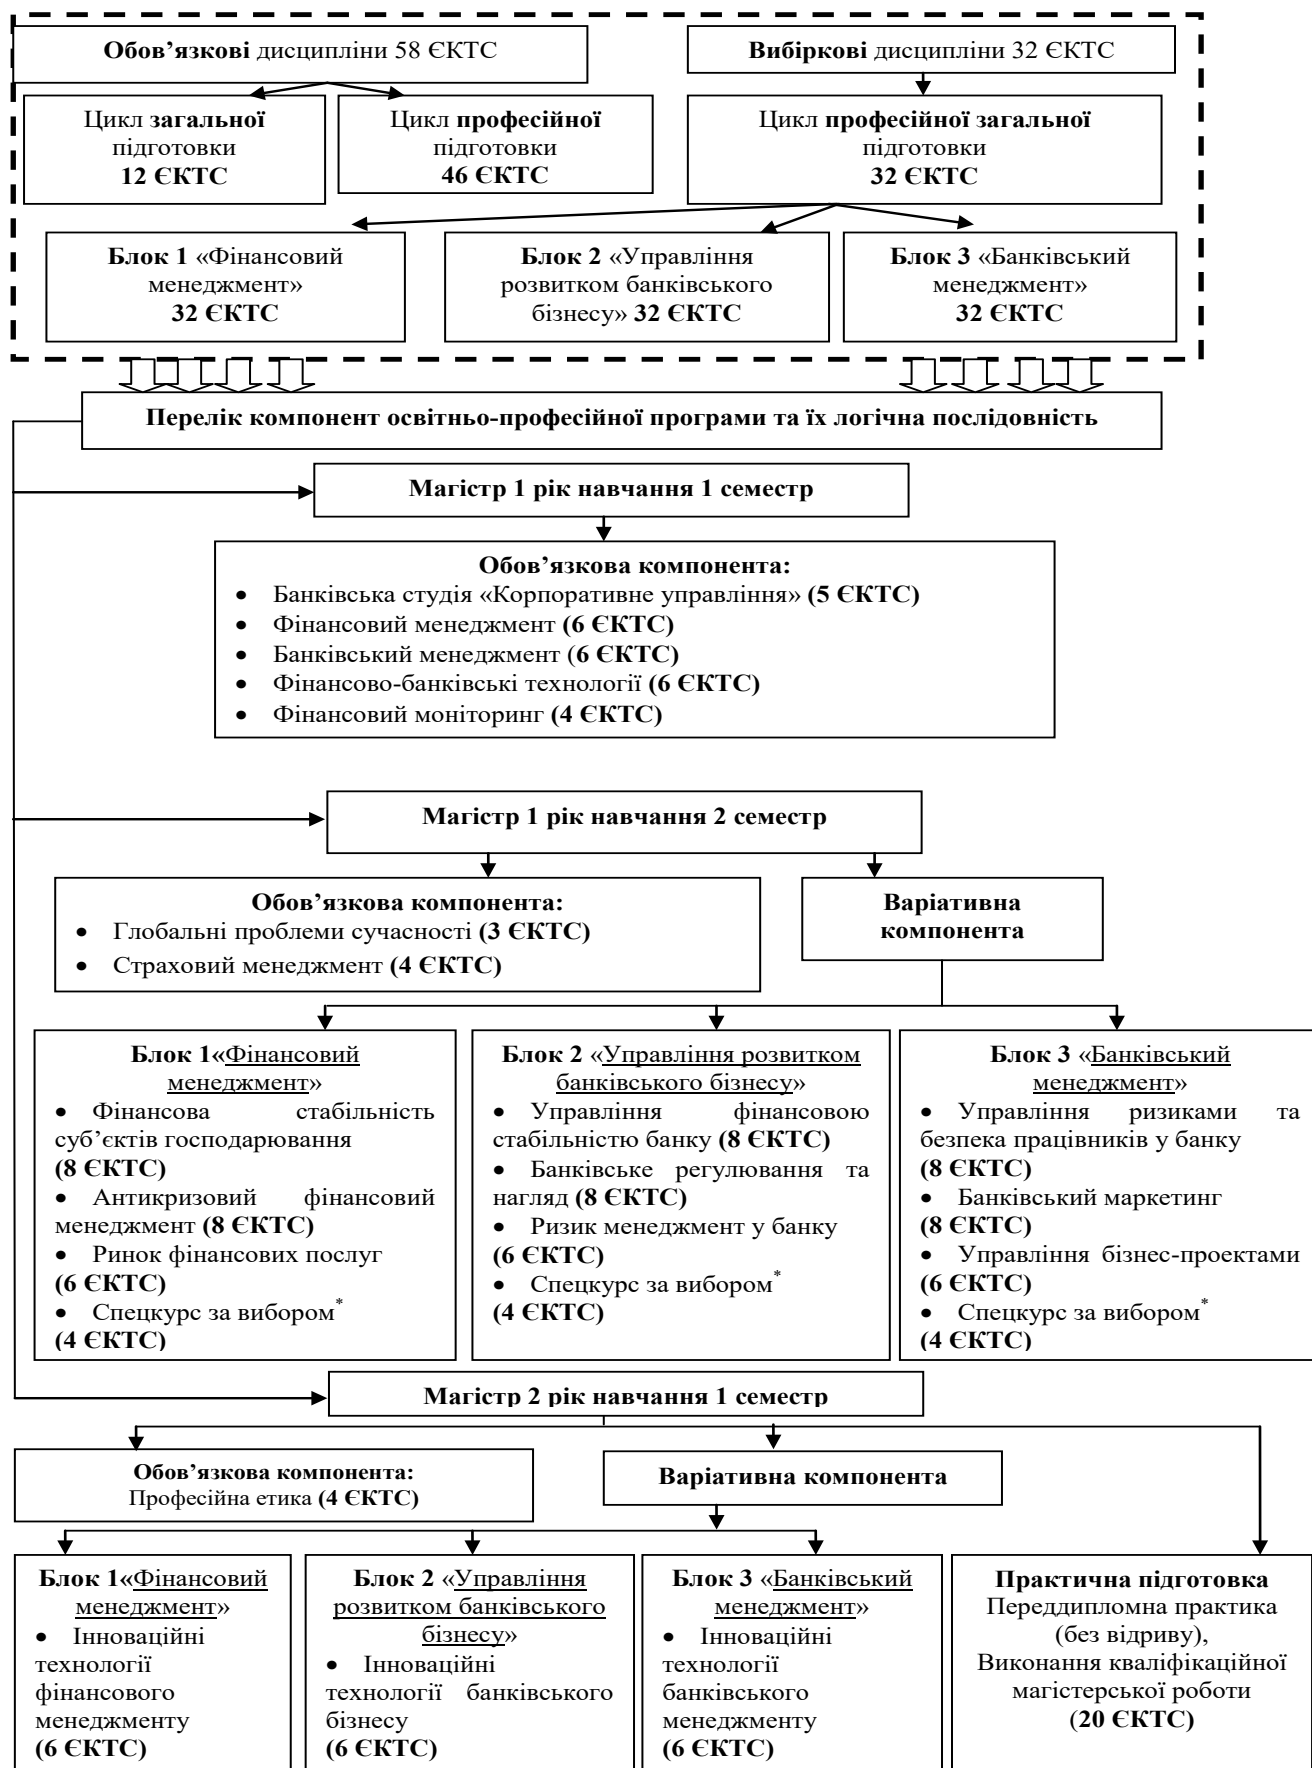 Обов’язкові дисципліни 58 ЄКТС
Вибіркові дисципліни 32 ЄКТС
Цикл загальної
підготовки
12 ЄКТС
Цикл професійної
підготовки
46 ЄКТС
Цикл професійної загальної
підготовки
32 ЄКТС
Блок 1 «Фінансовий
менеджмент»
32 ЄКТС
Блок 2 «Управління
розвитком банківського
бізнесу» 32 ЄКТС
Блок 3 «Банківський
менеджмент»
32 ЄКТС
Перелік компонент освітньо-професійної програми та їх логічна послідовність
Магістр 1 рік навчання 1 семестр
Обов’язкова компонента:
• Банківська студія «Корпоративне управління» (5 ЄКТС)
• Фінансовий менеджмент (6 ЄКТС)
• Банківський менеджмент (6 ЄКТС)
• Фінансово-банківські технології (6 ЄКТС)
• Фінансовий моніторинг (4 ЄКТС)
Магістр 1 рік навчання 2 семестр
Обов’язкова компонента:
• Глобальні проблеми сучасності (3 ЄКТС)
• Страховий менеджмент (4 ЄКТС)
Варіативна
компонента
Блок 1«Фінансовий
менеджмент»
• Фінансова стабільність
суб’єктів господарювання
(8 ЄКТС)
• Антикризовий фінансовий
менеджмент (8 ЄКТС)
• Ринок фінансових послуг
(6 ЄКТС)
• Спецкурс за вибором*
(4 ЄКТС)
Блок 2 «Управління розвитком
банківського бізнесу»
• Управління фінансовою
стабільністю банку (8 ЄКТС)
• Банківське регулювання та
нагляд (8 ЄКТС)
• Ризик менеджмент у банку
(6 ЄКТС)
• Спецкурс за вибором*
(4 ЄКТС)
Блок 3 «Банківський
менеджмент»
• Управління ризиками та
безпека працівників у банку
(8 ЄКТС)
• Банківський маркетинг
(8 ЄКТС)
• Управління бізнес-проектами
(6 ЄКТС)
• Спецкурс за вибором*
(4 ЄКТС)
Магістр 2 рік навчання 1 семестр
Обов’язкова компонента:
Професійна етика (4 ЄКТС)
Варіативна компонента
Блок 1«Фінансовий
менеджмент»
• Інноваційні
технології
фінансового
менеджменту
(6 ЄКТС)
Блок 2 «Управління
розвитком банківського
бізнесу»
• Інноваційні
технології банківського
бізнесу
(6 ЄКТС)
Блок 3 «Банківський
менеджмент»
• Інноваційні
технології
банківського
менеджменту
(6 ЄКТС)
Практична підготовка
Переддипломна практика
(без відриву),
Виконання кваліфікаційної
магістерської роботи
(20 ЄКТС)